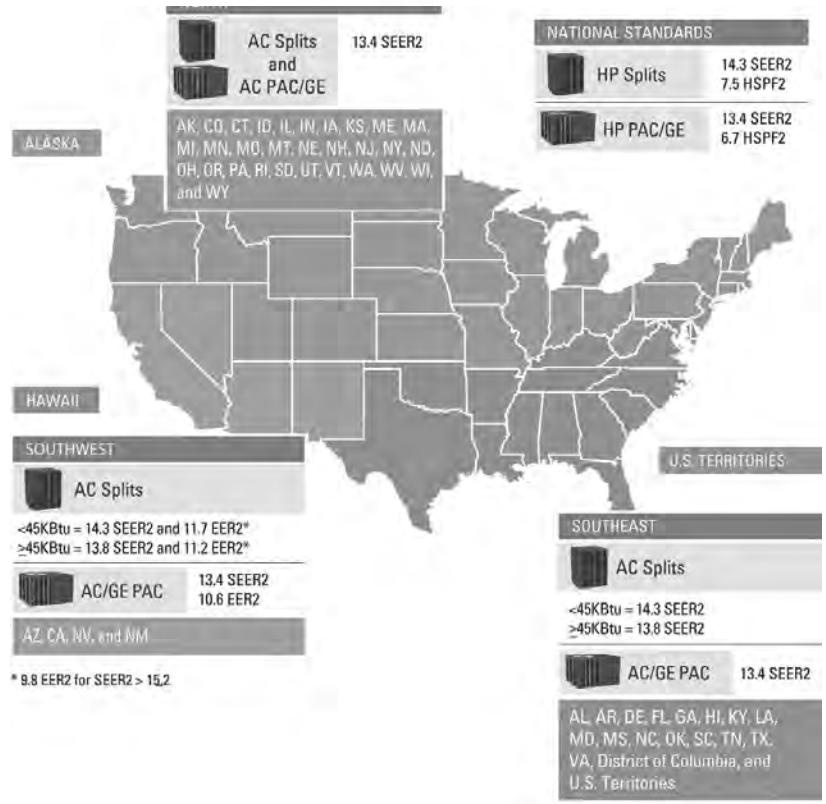 AC Splits
and
AC PAC/GE
13.4 SEER2
AK, CO, CT, ID, IL, IN, IA, KS, ME, MA,
MI, MN, MO, MT, NE, NH, NJ, NY, ND,
OH, OR, PA, RI, SD, UT, VT, WA, WV, WI,
and WY
NATIONAL STANDARDS
HP Splits
14.3 SEER2
7.5 HSPF2
HP PAC/GE
13.4 SEER2
6.7 HSPF2
ALASKA
HAWAII
SOUTHWEST
AC Splits
<45KBtu = 14.3 SEER2 and 11.7 EER2*
≥45KBtu = 13.8 SEER2 and 11.2 EER2*
AC/GE PAC
13.4 SEER2
10.6 EER2
AZ, CA, NV, and NM
* 9.8 EER2 for SEER2 > 15.2
U.S. TERRITORIES
SOUTHEAST
AC Splits
<45KBtu = 14.3 SEER2
≥45KBtu = 13.8 SEER2
AC/GE PAC
13.4 SEER2
AL, AR, DE, FL, GA, HI, KY, LA,
MD, MS, NC, OK, SC, TN, TX,
VA, District of Columbia, and
U.S. Territories